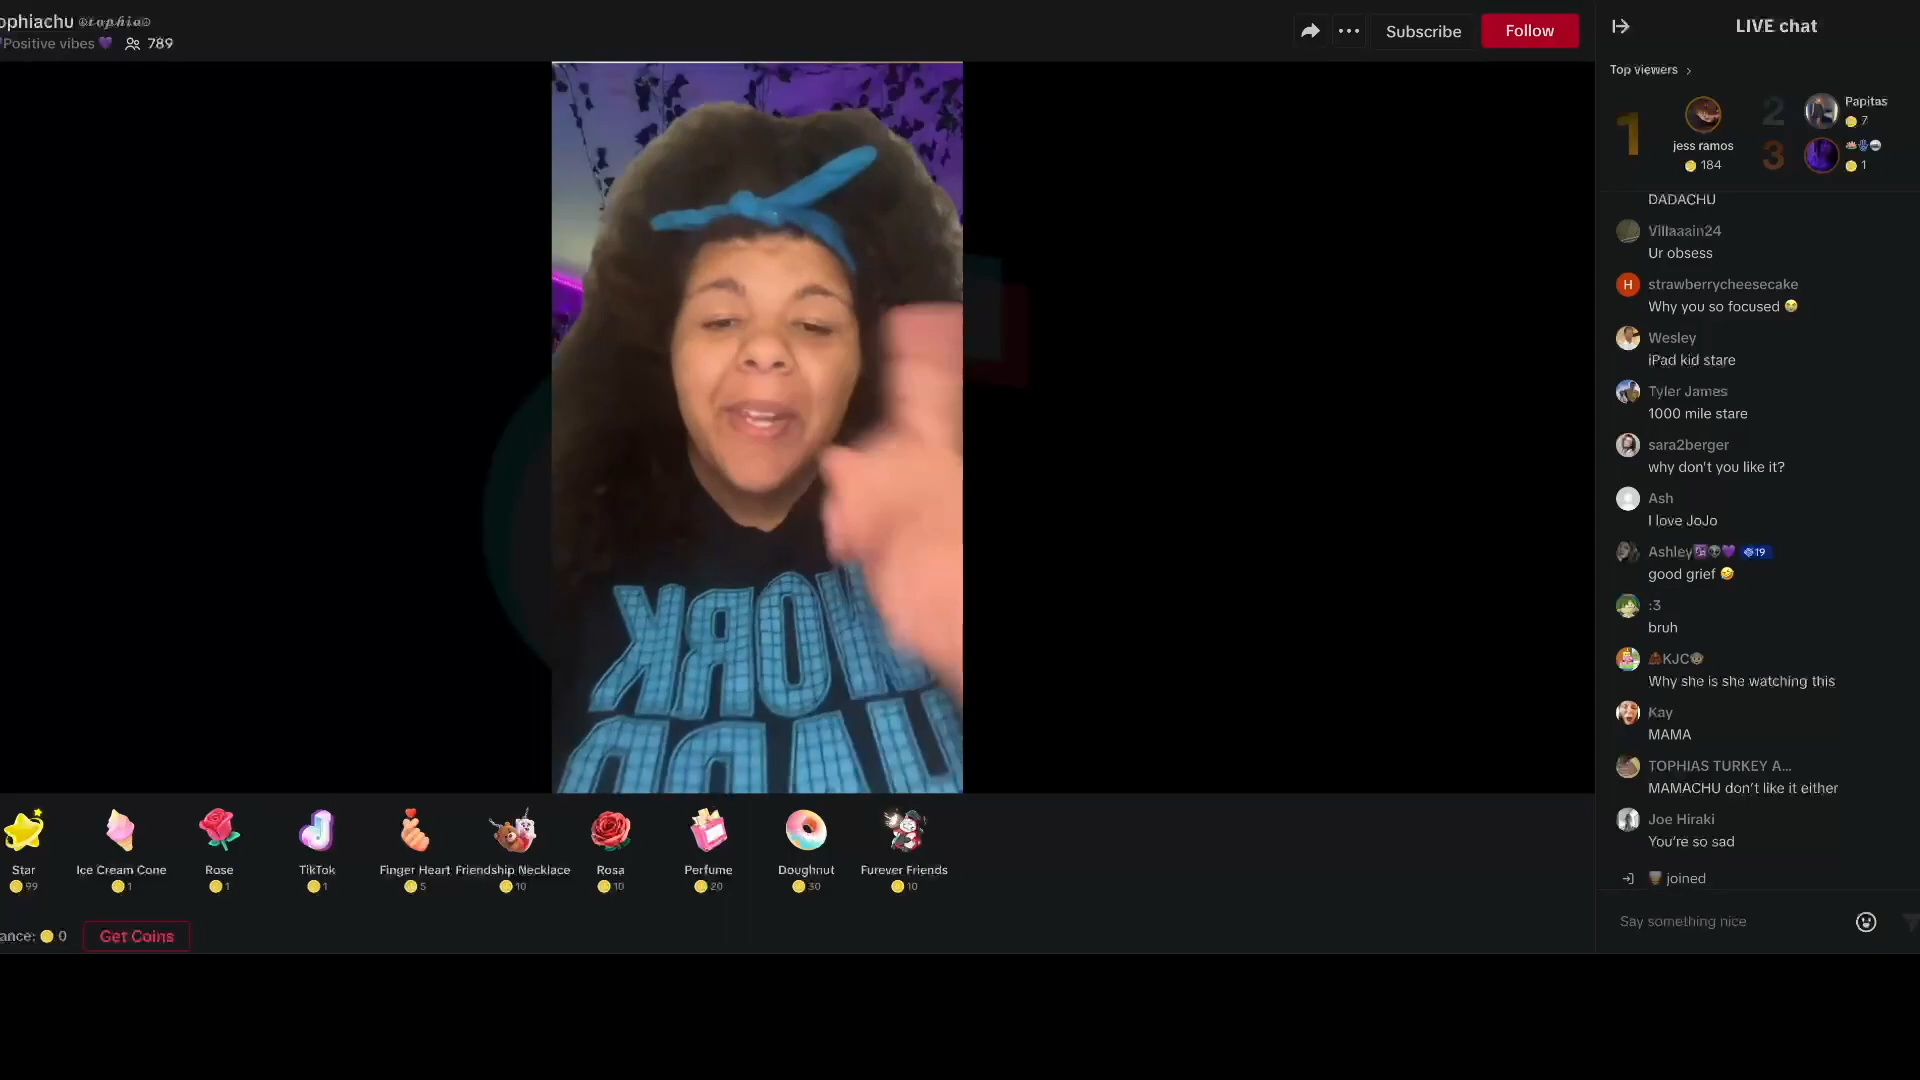 ophiachu @tophia@
Positive vibes 💜 789
Subscribe
Follow
LIVE chat
Top viewers >
1
jess ramos
184
2
Papitas
7
3
1
DADACHU
Villaaain24
Ur obsess
H
strawberrycheesecake
Why you so focused 😭
Wesley
iPad kid stare
Tyler James
1000 mile stare
sara2berger
why don't you like it?
Ash
I love JoJo
Ashley 19
good grief 🤣
:3
bruh
KJC
Why she is she watching this
Kay
MAMA
TOPHIAS TURKEY A...
MAMACHU don't like it either
Joe Hiraki
You're so sad
joined
Say something nice
WORK
HARD
Star
99
Ice Cream Cone
1
Rose
1
TikTok
1
Finger Heart
5
Friendship Necklace
10
Rosa
10
Perfume
20
Doughnut
30
Furever Friends
10
ance: 0
Get Coins